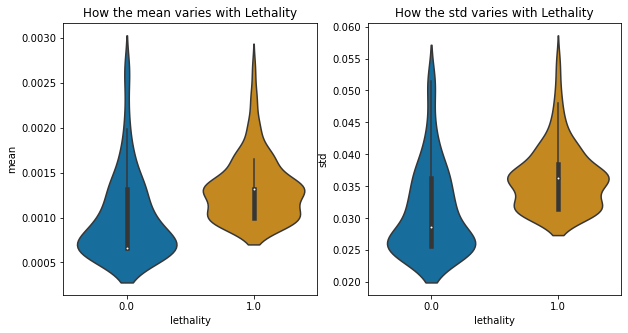 How the mean varies with Lethality
mean
0.0030
0.0025
0.0020
0.0015
0.0010
0.0005
0.0 1.0
lethality
How the std varies with Lethality
std
0.060
0.055
0.050
0.045
0.040
0.035
0.030
0.025
0.020
0.0 1.0
lethality